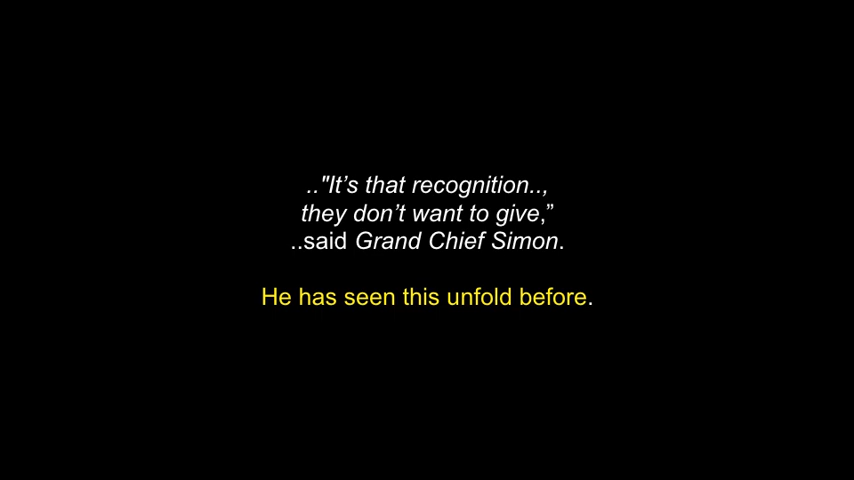 .."It’s that recognition..,
they don’t want to give,”
..said Grand Chief Simon.
He has seen this unfold before.